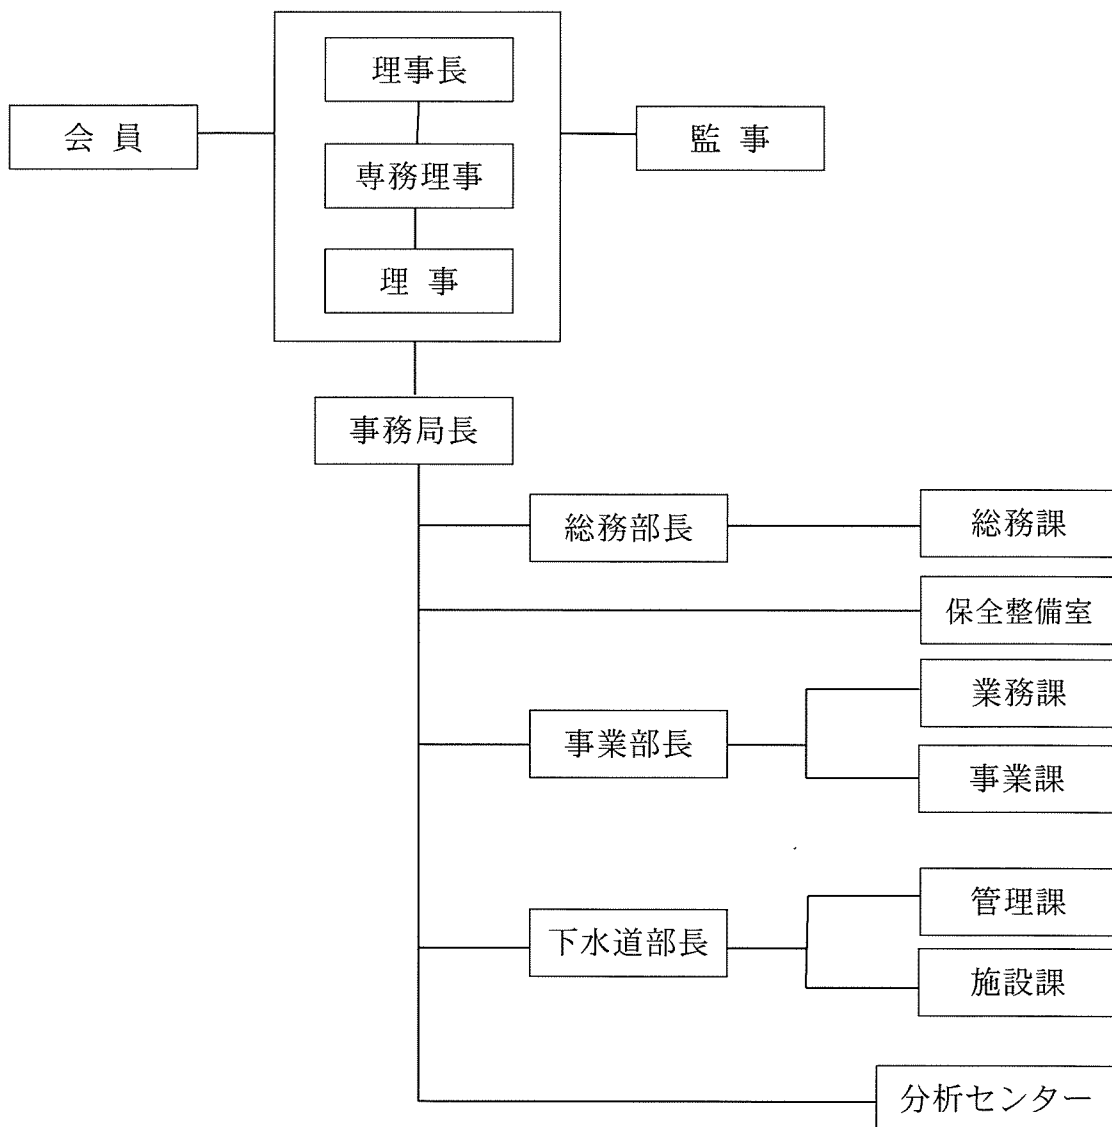 理事長
会 員
監 事
専務理事
理 事
事務局長
総務部長
総務課
保全整備室
業務課
事業部長
事業課
管理課
下水道部長
施設課
分析センター